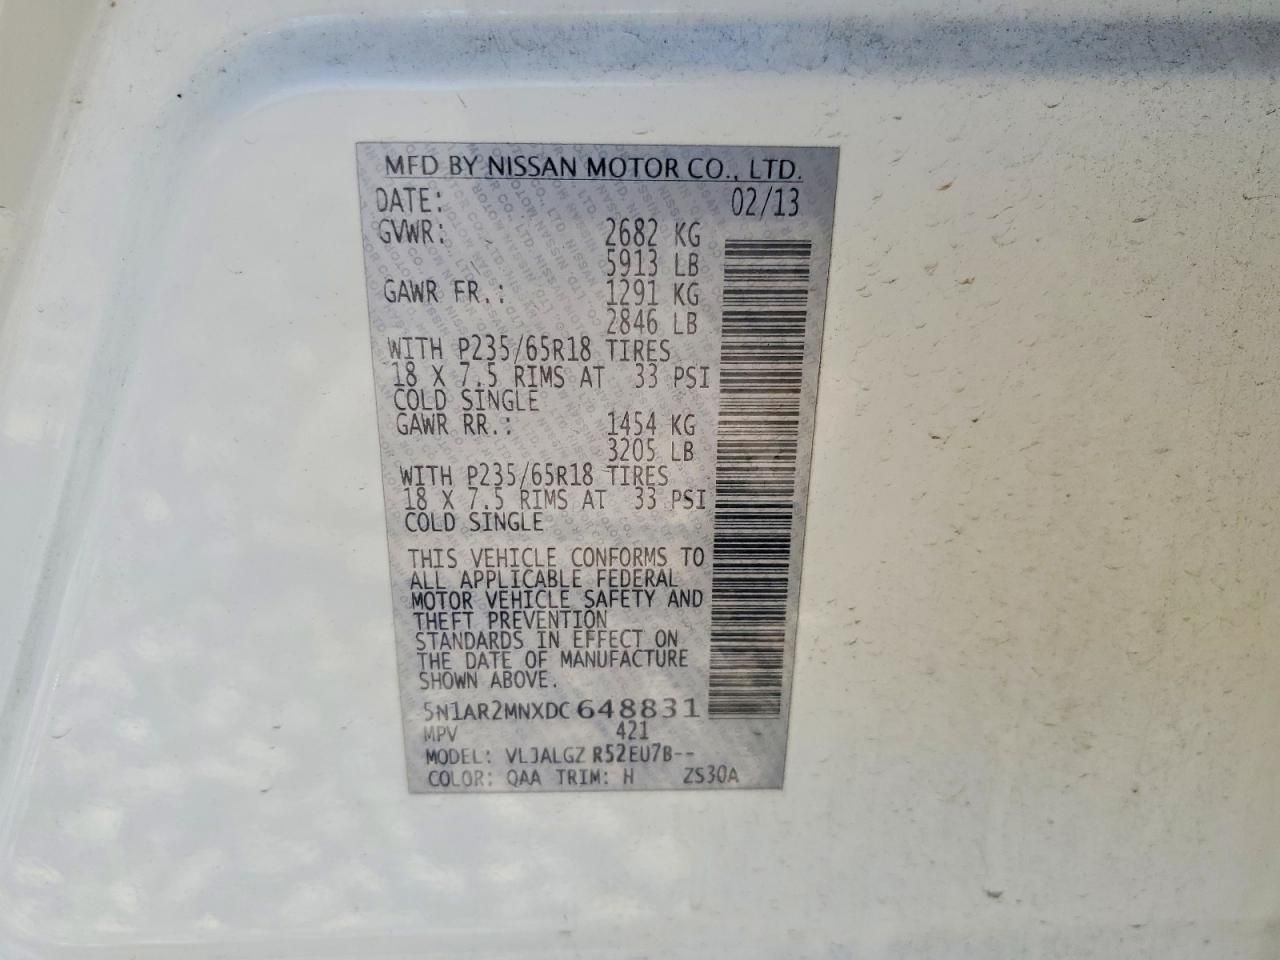 MFD BY NISSAN MOTOR CO., LTD.
DATE: 02/13
GVWR: 2682 KG
5913 LB
GAWR FR.: 1291 KG
2846 LB
WITH P235/65R18 TIRES
18 X 7.5 RIMS AT 33 PSI
COLD SINGLE
GAWR RR.: 1454 KG
3205 LB
WITH P235/65R18 TIRES
18 X 7.5 RIMS AT 33 PSI
COLD SINGLE
THIS VEHICLE CONFORMS TO
ALL APPLICABLE FEDERAL
MOTOR VEHICLE SAFETY AND
THEFT PREVENTION
STANDARDS IN EFFECT ON
THE DATE OF MANUFACTURE
SHOWN ABOVE.
5N1AR2MNXDC 648831
MPV 421
MODEL: VLJALGZ R52EU7B--
COLOR: QAA TRIM: H ZS30A